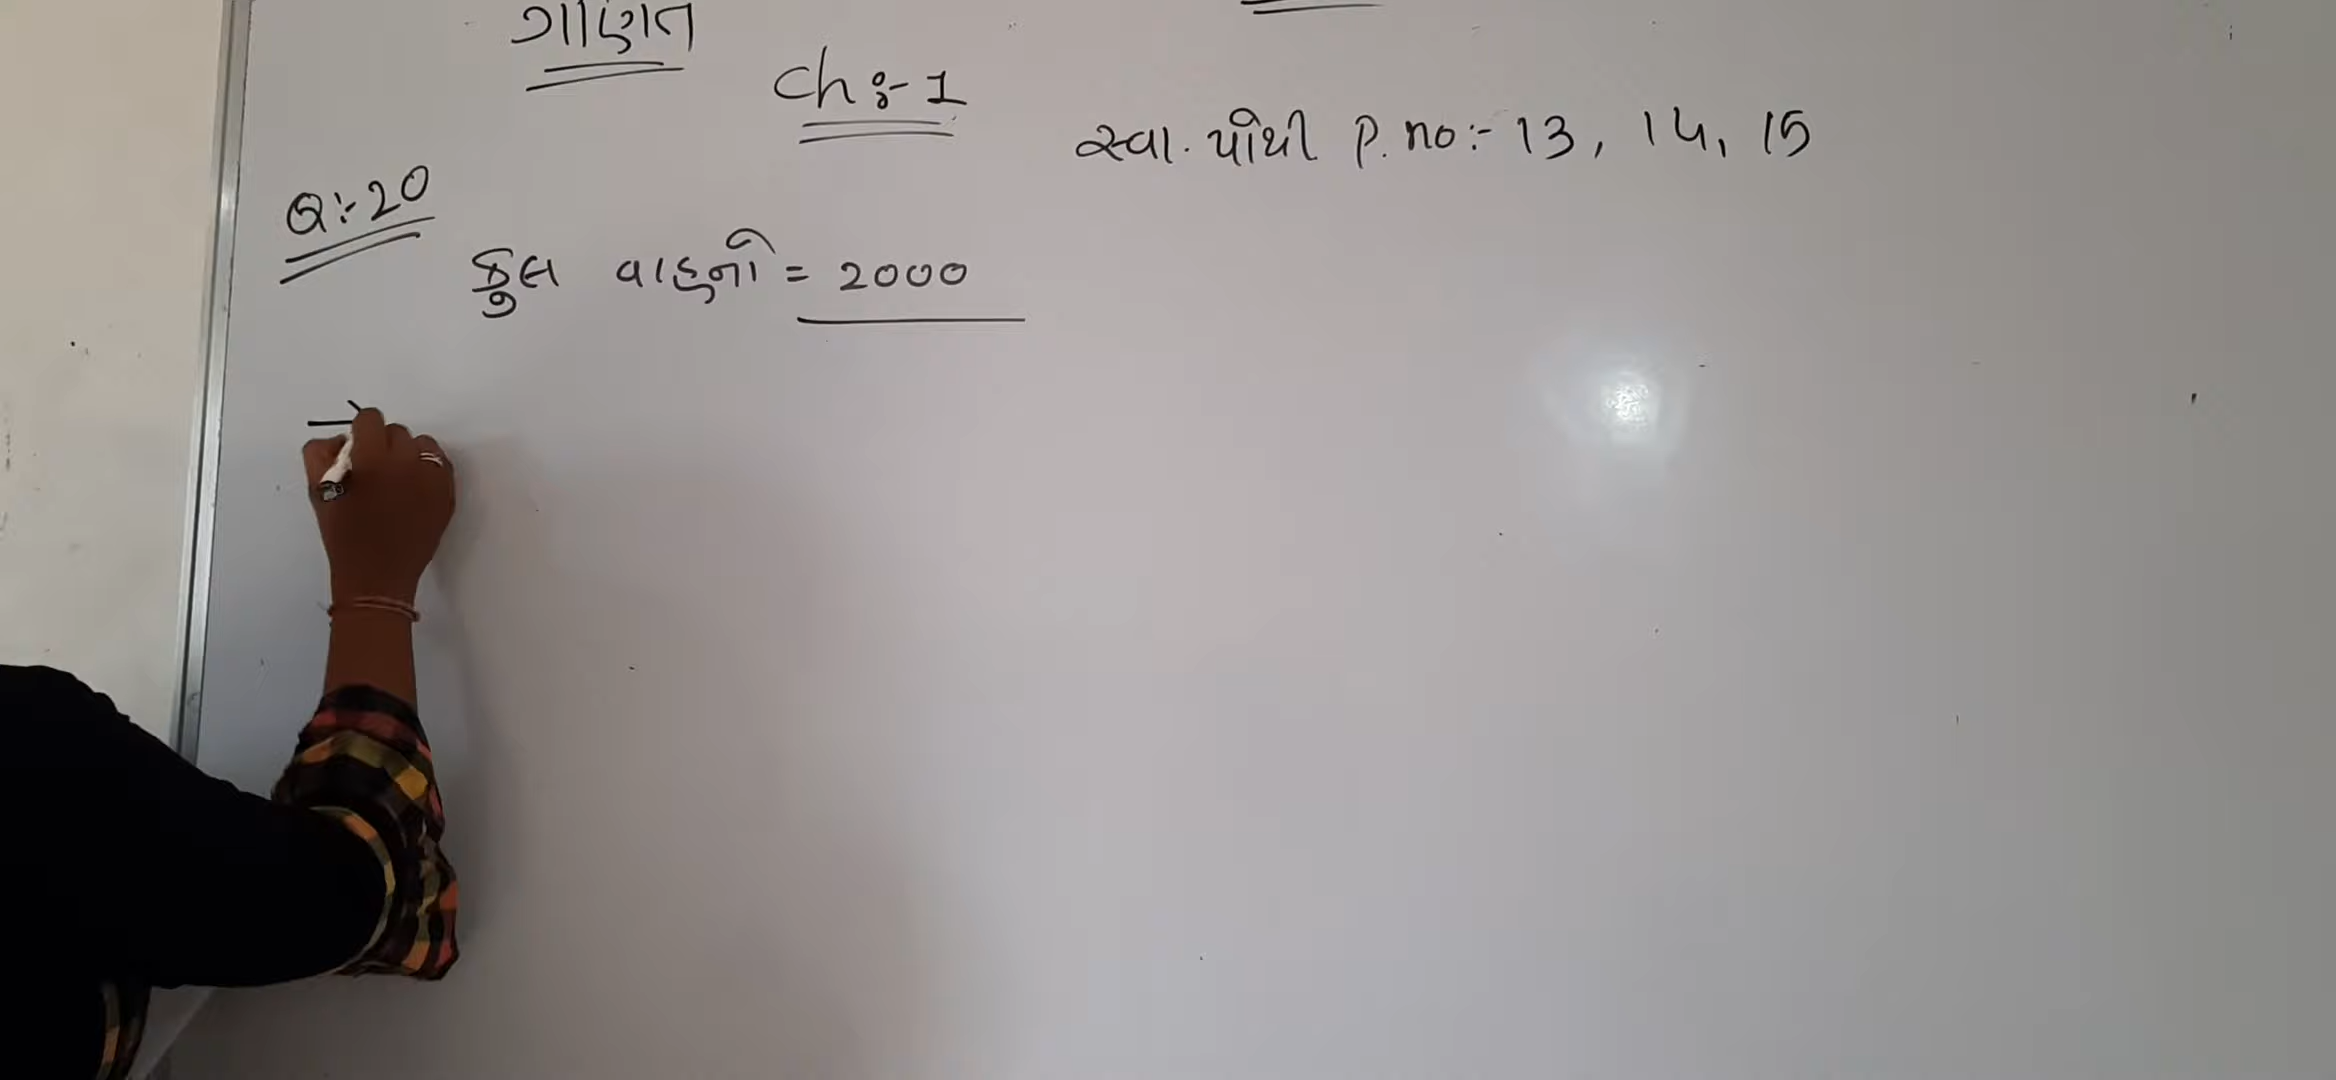 ગણિત
Ch :- 1
સ્વા. પોથી P. no :- 13, 14, 15
Q :- 20
કુલ વાહનો = 2000